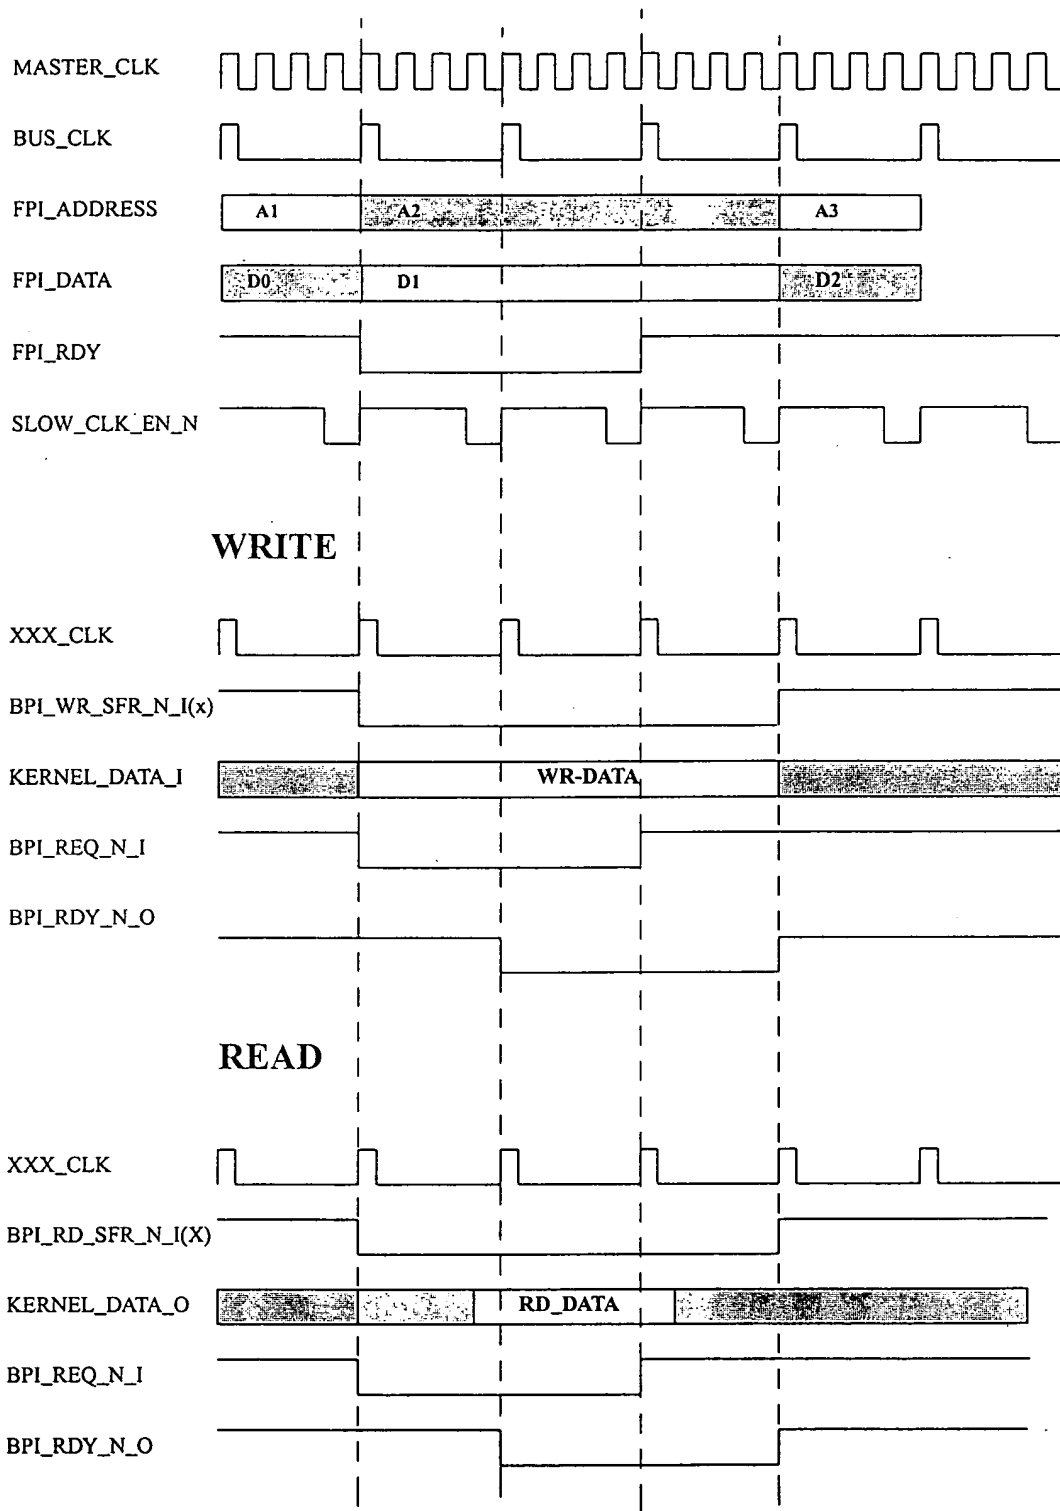 MASTER_CLK
BUS_CLK
FPI_ADDRESS A1 A2 A3
FPI_DATA D0 D1 D2
FPI_RDY
SLOW_CLK_EN_N
WRITE
XXX_CLK
BPI_WR_SFR_N_I(x)
KERNEL_DATA_I WR-DATA
BPI_REQ_N_I
BPI_RDY_N_O
READ
XXX_CLK
BPI_RD_SFR_N_I(X)
KERNEL_DATA_O RD_DATA
BPI_REQ_N_I
BPI_RDY_N_O